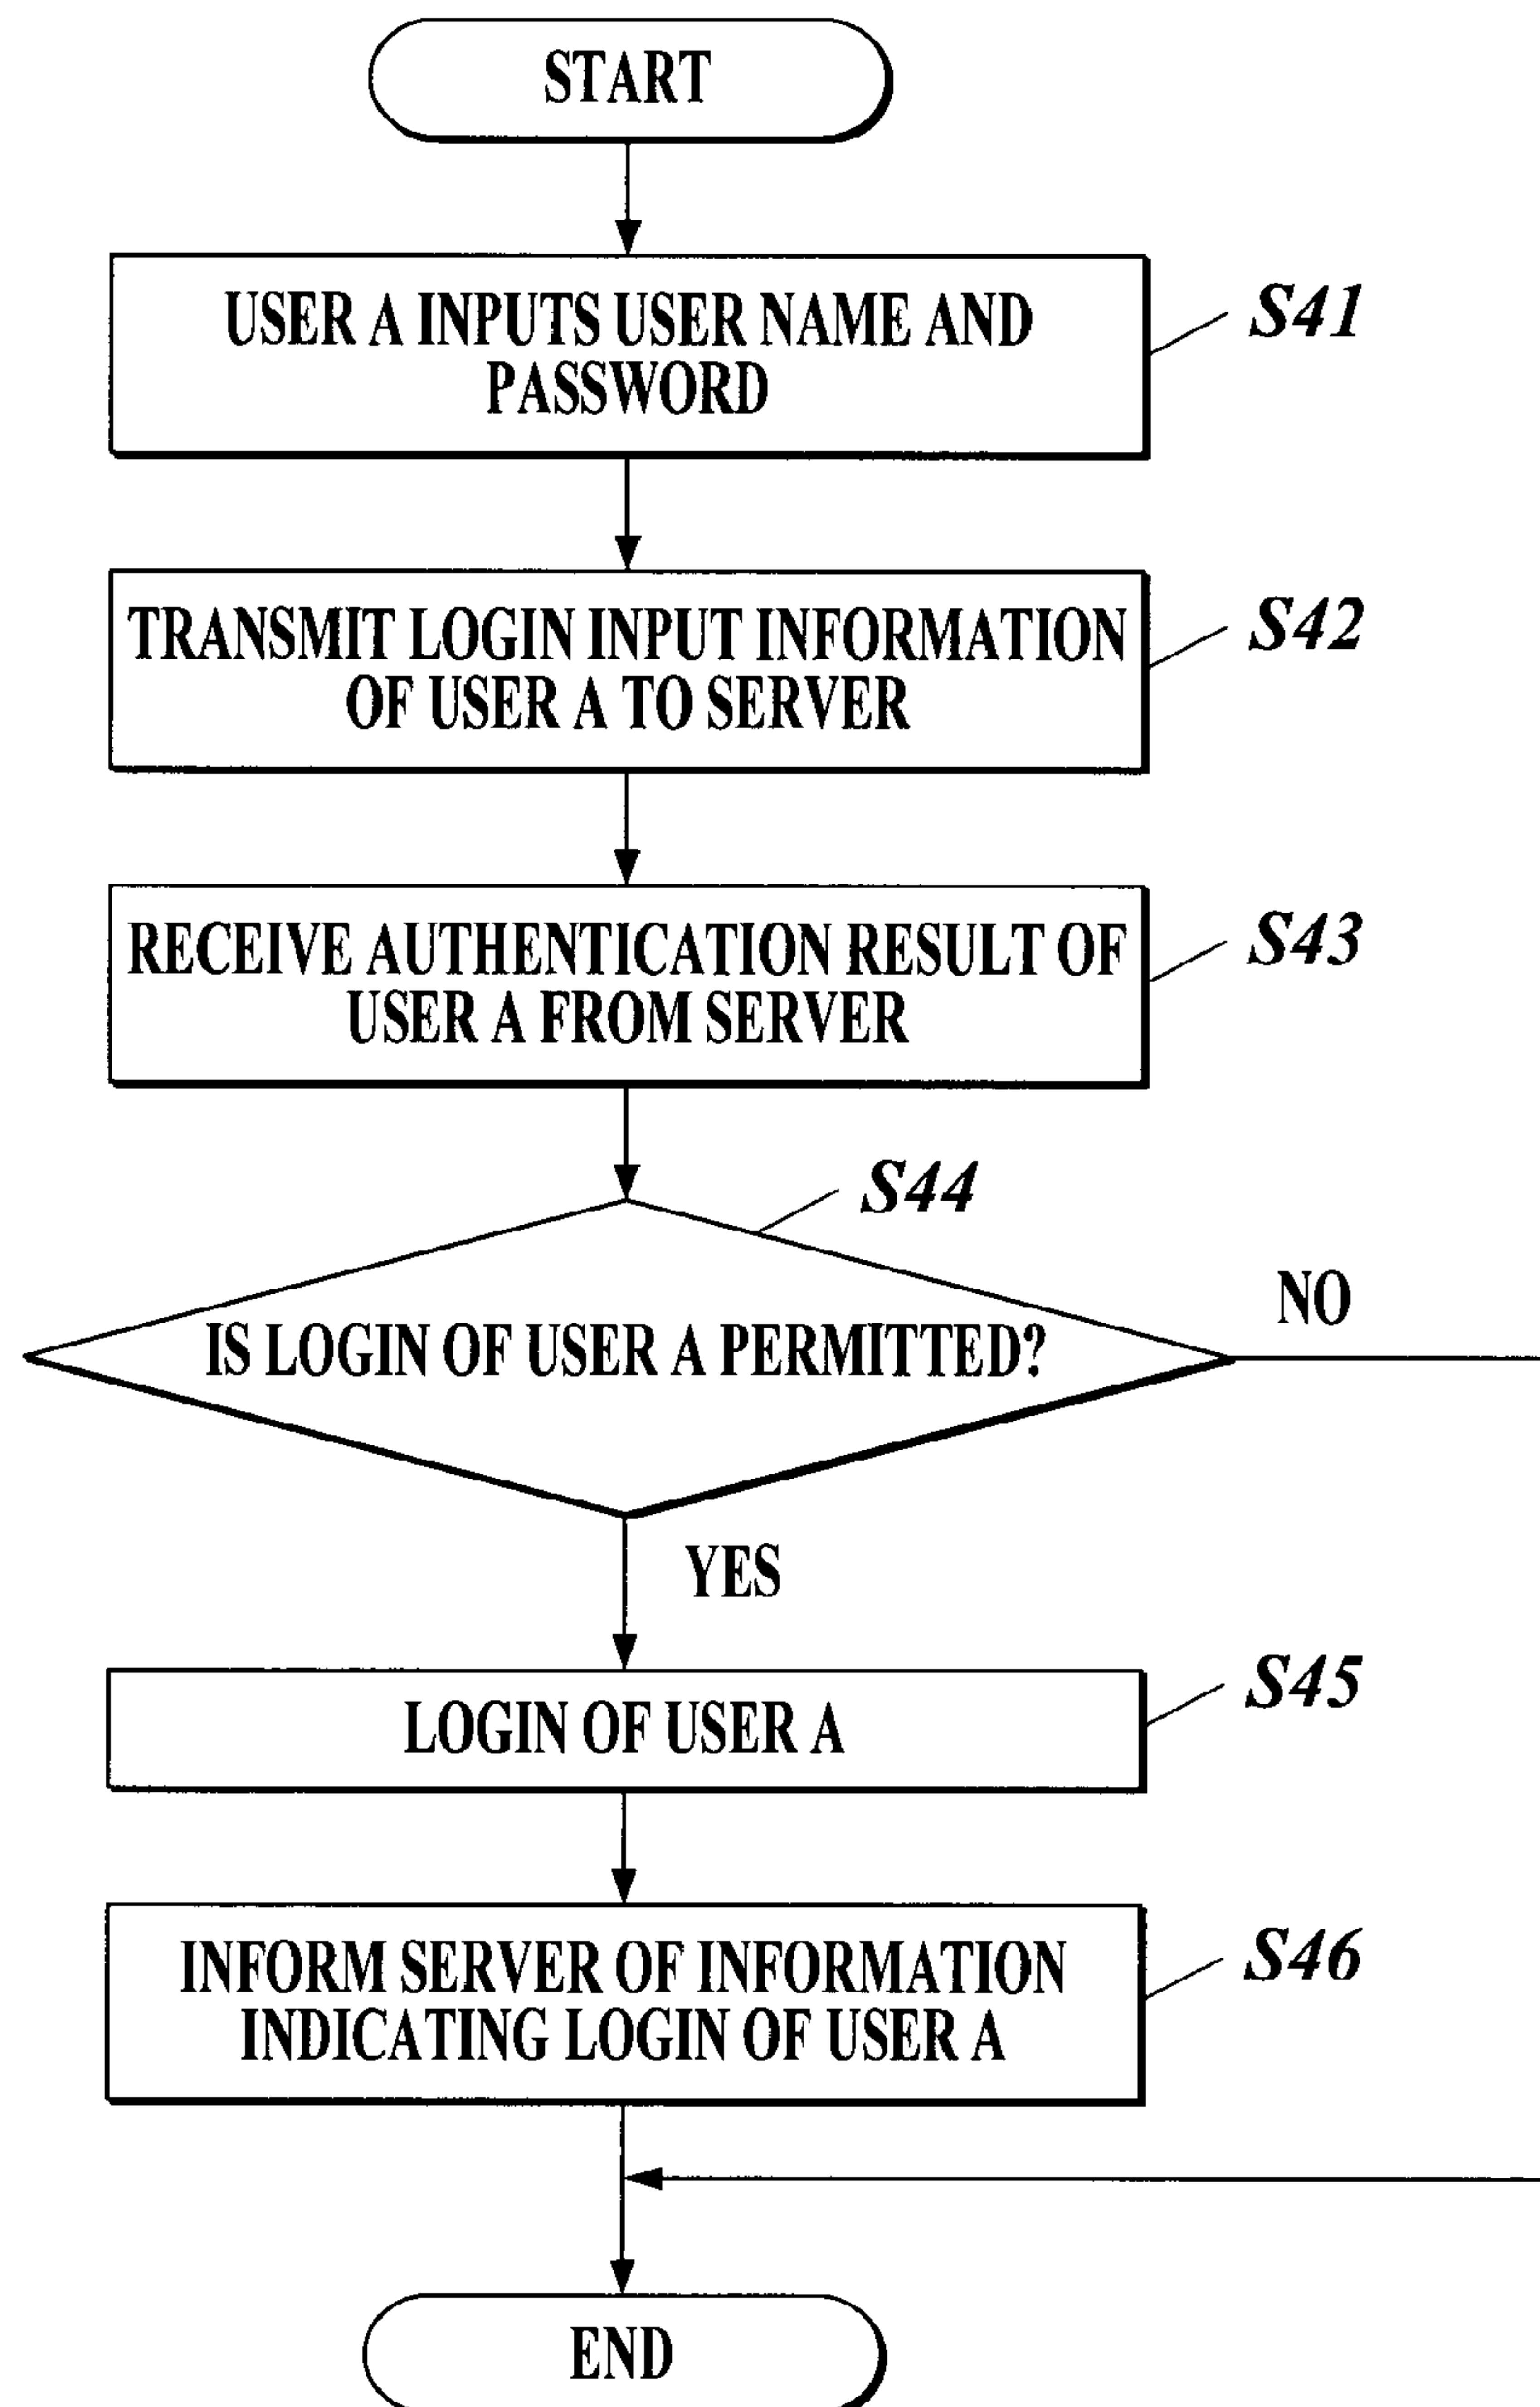 START
USER A INPUTS USER NAME AND
PASSWORD
S41
TRANSMIT LOGIN INPUT INFORMATION
OF USER A TO SERVER
S42
RECEIVE AUTHENTICATION RESULT OF
USER A FROM SERVER
S43
S44
IS LOGIN OF USER A PERMITTED?
NO
YES
LOGIN OF USER A
S45
INFORM SERVER OF INFORMATION
INDICATING LOGIN OF USER A
S46
END